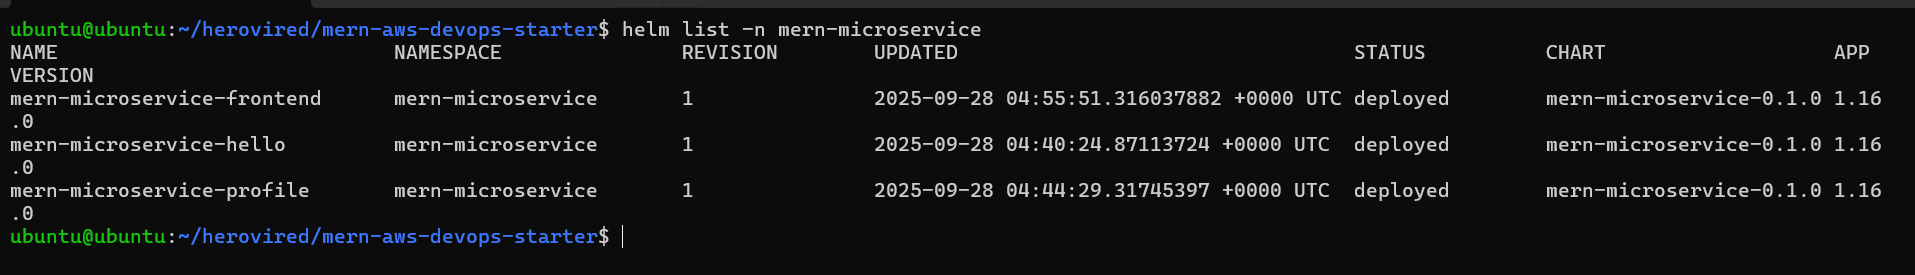 ubuntu@ubuntu:~/herovired/mern-aws-devops-starter$ helm list -n mern-microservice
NAME                            NAMESPACE               REVISION        UPDATED                                 STATUS          CHART                   APP
VERSION
mern-microservice-frontend      mern-microservice       1               2025-09-28 04:55:51.316037882 +0000 UTC deployed        mern-microservice-0.1.0 1.16
.0
mern-microservice-hello         mern-microservice       1               2025-09-28 04:40:24.87113724 +0000 UTC  deployed        mern-microservice-0.1.0 1.16
.0
mern-microservice-profile       mern-microservice       1               2025-09-28 04:44:29.31745397 +0000 UTC  deployed        mern-microservice-0.1.0 1.16
.0
ubuntu@ubuntu:~/herovired/mern-aws-devops-starter$